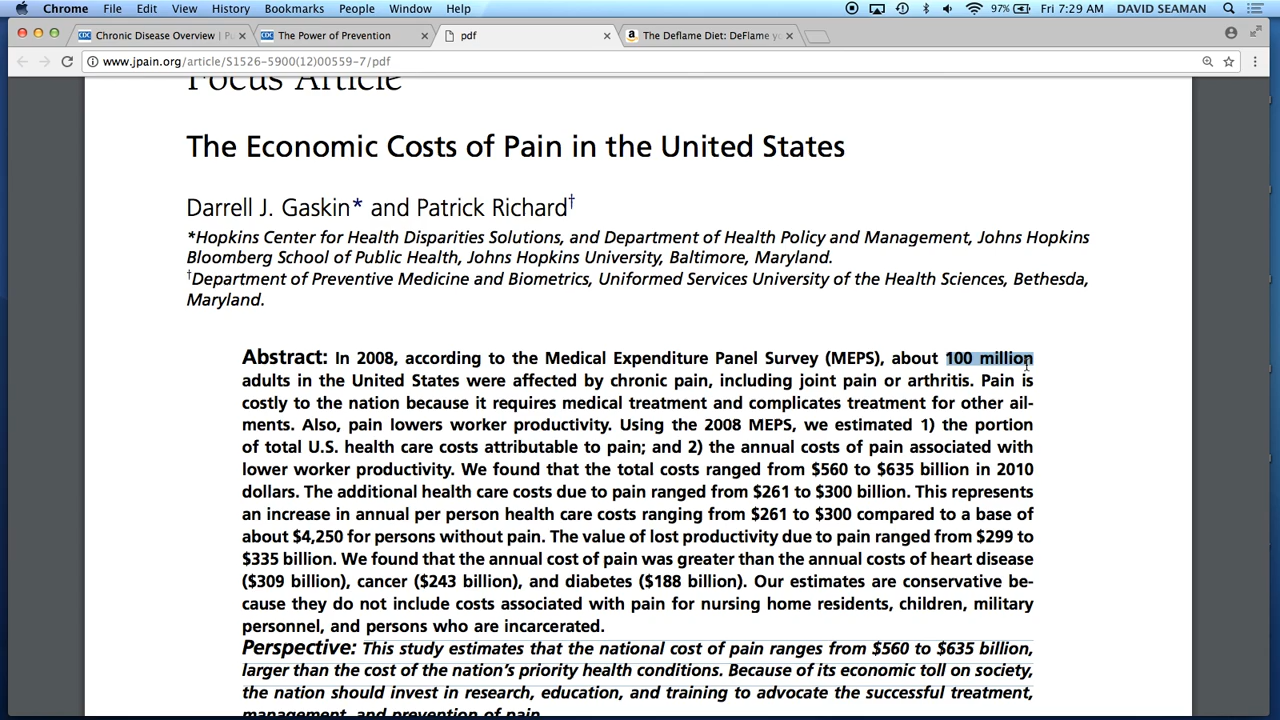 Chrome File Edit View History Bookmarks People Window Help 97% Fri 7:29 AM DAVID SEAMAN
Chronic Disease Overview | Pu The Power of Prevention pdf The Deflame Diet: DeFlame yo
www.jpain.org/article/S1526-5900(12)00559-7/pdf
Focus Article
The Economic Costs of Pain in the United States
Darrell J. Gaskin* and Patrick Richard†
*Hopkins Center for Health Disparities Solutions, and Department of Health Policy and Management, Johns Hopkins
Bloomberg School of Public Health, Johns Hopkins University, Baltimore, Maryland.
†Department of Preventive Medicine and Biometrics, Uniformed Services University of the Health Sciences, Bethesda,
Maryland.
Abstract: In 2008, according to the Medical Expenditure Panel Survey (MEPS), about 100 million
adults in the United States were affected by chronic pain, including joint pain or arthritis. Pain is
costly to the nation because it requires medical treatment and complicates treatment for other ail-
ments. Also, pain lowers worker productivity. Using the 2008 MEPS, we estimated 1) the portion
of total U.S. health care costs attributable to pain; and 2) the annual costs of pain associated with
lower worker productivity. We found that the total costs ranged from $560 to $635 billion in 2010
dollars. The additional health care costs due to pain ranged from $261 to $300 billion. This represents
an increase in annual per person health care costs ranging from $261 to $300 compared to a base of
about $4,250 for persons without pain. The value of lost productivity due to pain ranged from $299 to
$335 billion. We found that the annual cost of pain was greater than the annual costs of heart disease
($309 billion), cancer ($243 billion), and diabetes ($188 billion). Our estimates are conservative be-
cause they do not include costs associated with pain for nursing home residents, children, military
personnel, and persons who are incarcerated.
Perspective: This study estimates that the national cost of pain ranges from $560 to $635 billion,
larger than the cost of the nation's priority health conditions. Because of its economic toll on society,
the nation should invest in research, education, and training to advocate the successful treatment,
management, and prevention of pain.